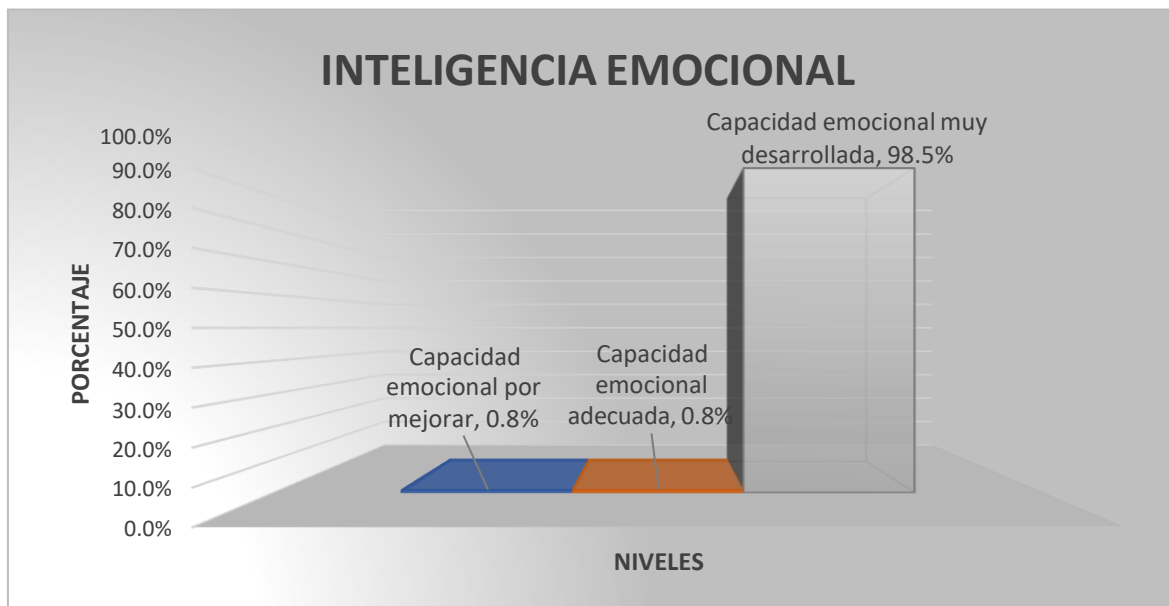 INTELIGENCIA EMOCIONAL
Capacidad emocional muy
desarrollada, 98.5%
100.0%
90.0%
80.0%
70.0%
60.0%
50.0%
40.0%
30.0%
20.0%
10.0%
0.0%
PORCENTAJE
Capacidad
emocional por
mejorar, 0.8%
Capacidad
emocional
adecuada, 0.8%
NIVELES